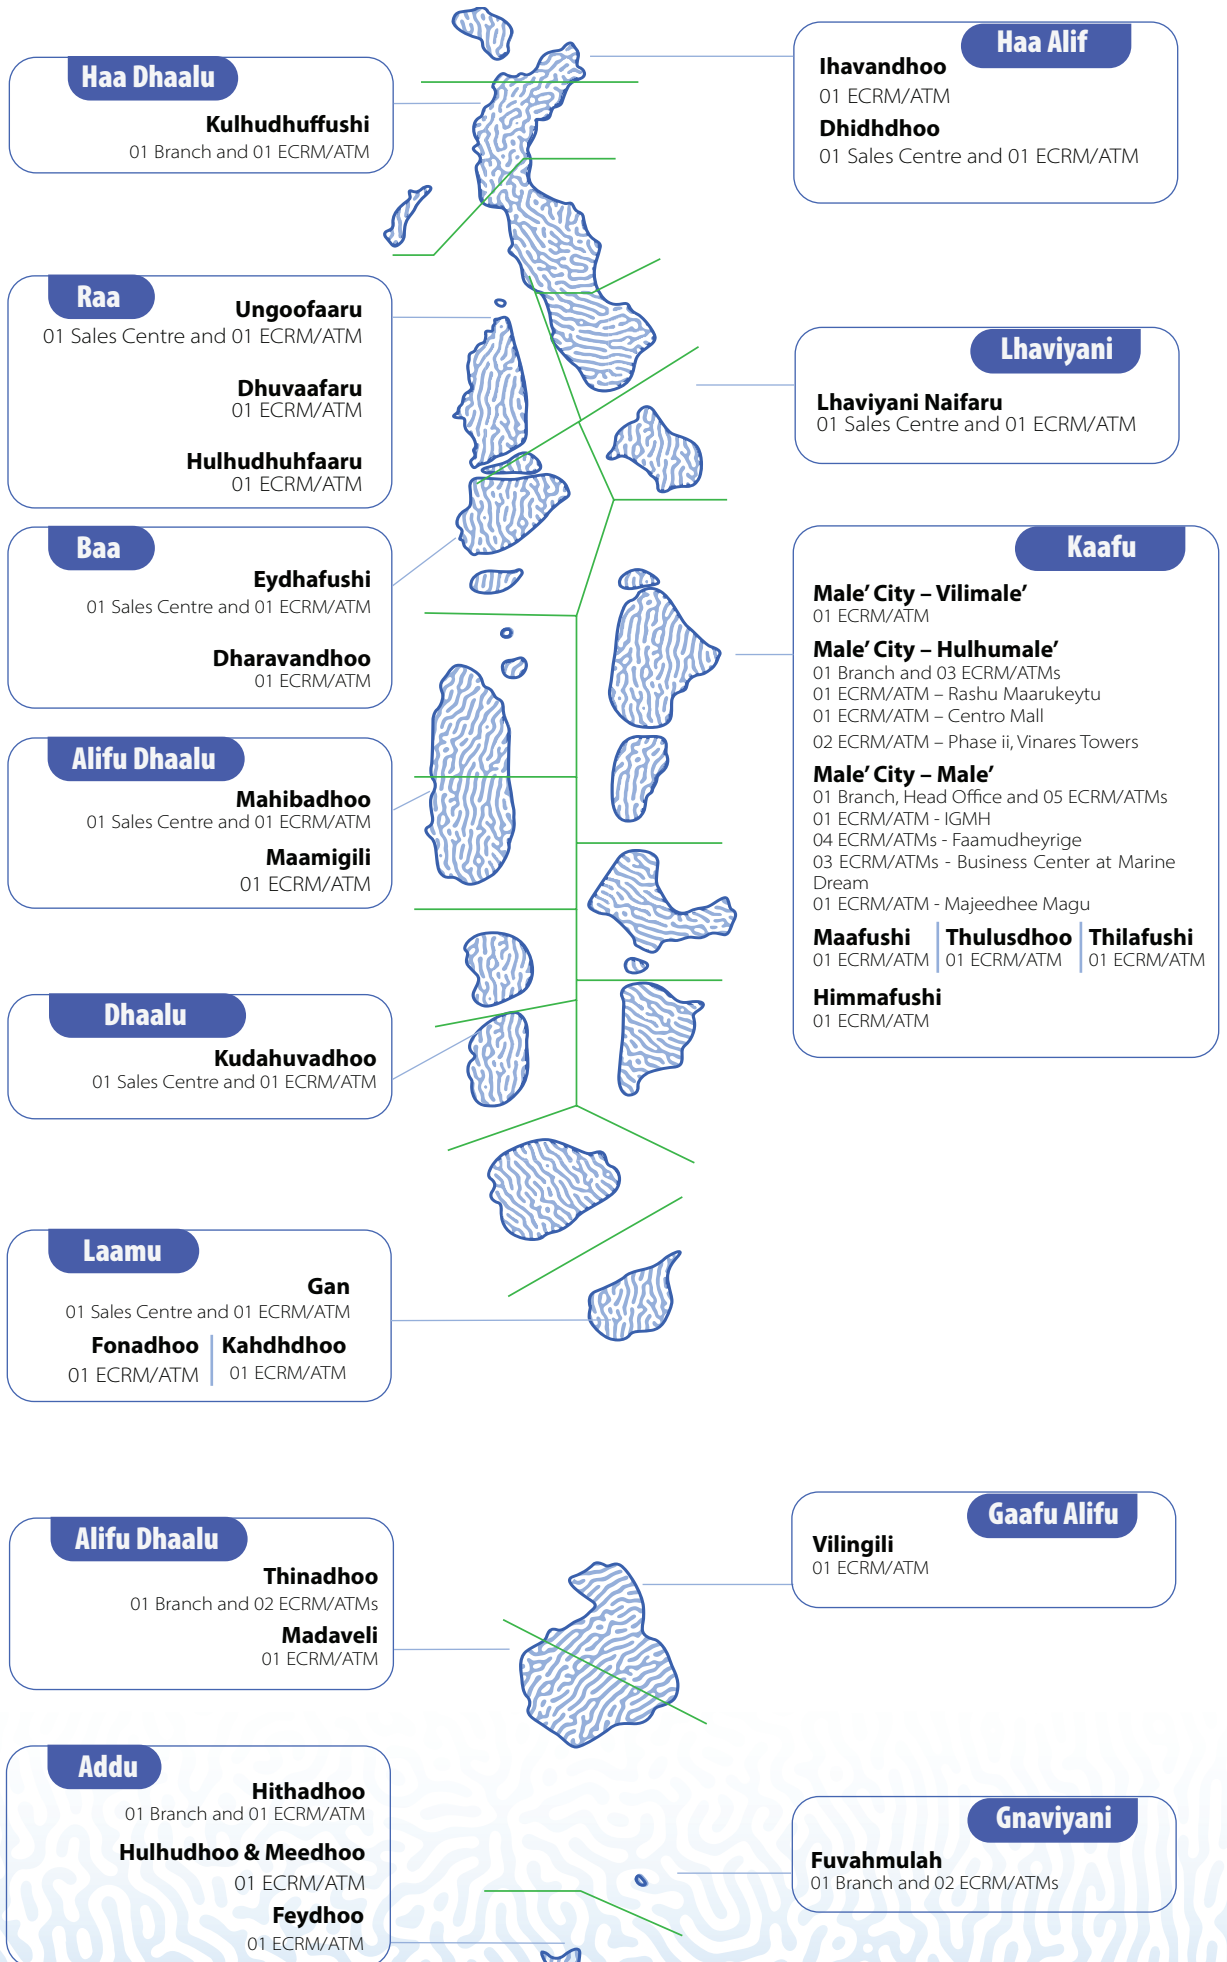 Haa Dhaalu
Kulhudhuffushi
01 Branch and 01 ECRM/ATM
Haa Alif
Ihavandhoo
01 ECRM/ATM
Dhidhdhoo
01 Sales Centre and 01 ECRM/ATM
Raa
Ungoofaaru
01 Sales Centre and 01 ECRM/ATM
Dhuvaafaru
01 ECRM/ATM
Hulhudhuhfaaru
01 ECRM/ATM
Lhaviyani
Lhaviyani Naifaru
01 Sales Centre and 01 ECRM/ATM
Baa
Eydhafushi
01 Sales Centre and 01 ECRM/ATM
Dharavandhoo
01 ECRM/ATM
Kaafu
Male’ City – Vilimale’
01 ECRM/ATM
Male’ City – Hulhumale’
01 Branch and 03 ECRM/ATMs
01 ECRM/ATM – Rashu Maarukeytu
01 ECRM/ATM – Centro Mall
02 ECRM/ATM – Phase ii, Vinares Towers
Male’ City – Male’
01 Branch, Head Office and 05 ECRM/ATMs
01 ECRM/ATM - IGMH
04 ECRM/ATMs - Faamudheyrige
03 ECRM/ATMs - Business Center at Marine
Dream
01 ECRM/ATM - Majeedhee Magu
Maafushi Thulusdhoo Thilafushi
01 ECRM/ATM 01 ECRM/ATM 01 ECRM/ATM
Himmafushi
01 ECRM/ATM
Alifu Dhaalu
Mahibadhoo
01 Sales Centre and 01 ECRM/ATM
Maamigili
01 ECRM/ATM
Dhaalu
Kudahuvadhoo
01 Sales Centre and 01 ECRM/ATM
Laamu
Gan
01 Sales Centre and 01 ECRM/ATM
Fonadhoo Kahdhdhoo
01 ECRM/ATM 01 ECRM/ATM
Alifu Dhaalu
Thinadhoo
01 Branch and 02 ECRM/ATMs
Madaveli
01 ECRM/ATM
Gaafu Alifu
Vilingili
01 ECRM/ATM
Addu
Hithadhoo
01 Branch and 01 ECRM/ATM
Hulhudhoo & Meedhoo
01 ECRM/ATM
Feydhoo
01 ECRM/ATM
Gnaviyani
Fuvahmulah
01 Branch and 02 ECRM/ATMs